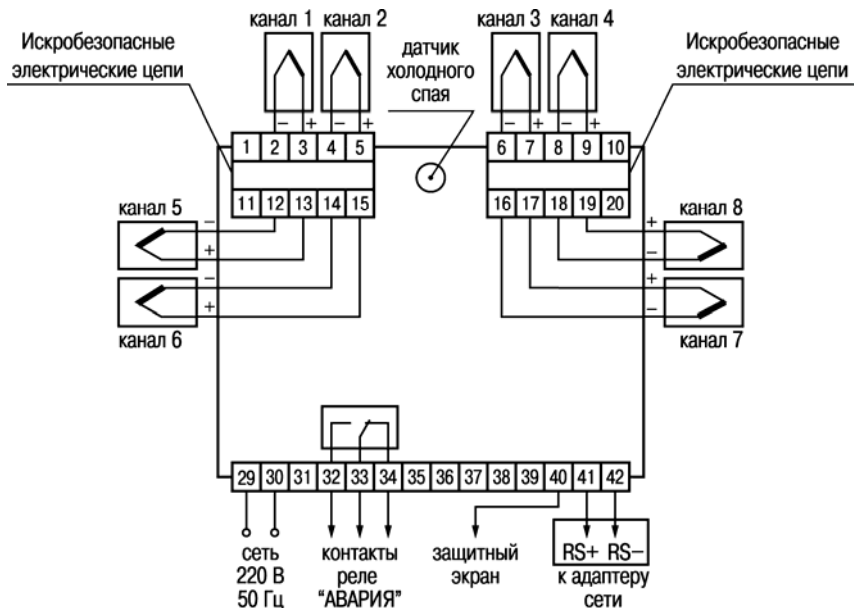 канал 1 канал 2
канал 3 канал 4
Искробезопасные
электрические цепи
датчик
холодного
спая
Искробезопасные
электрические цепи
– + – +
– + – +
1 2 3 4 5
6 7 8 9 10
11 12 13 14 15
16 17 18 19 20
канал 5
–
+
–
+
канал 6
канал 8
+
–
+
–
канал 7
29 30 31 32 33 34 35 36 37 38 39 40 41 42
сеть
220 В
50 Гц
контакты
реле
"АВАРИЯ"
защитный
экран
RS+ RS–
к адаптеру
сети